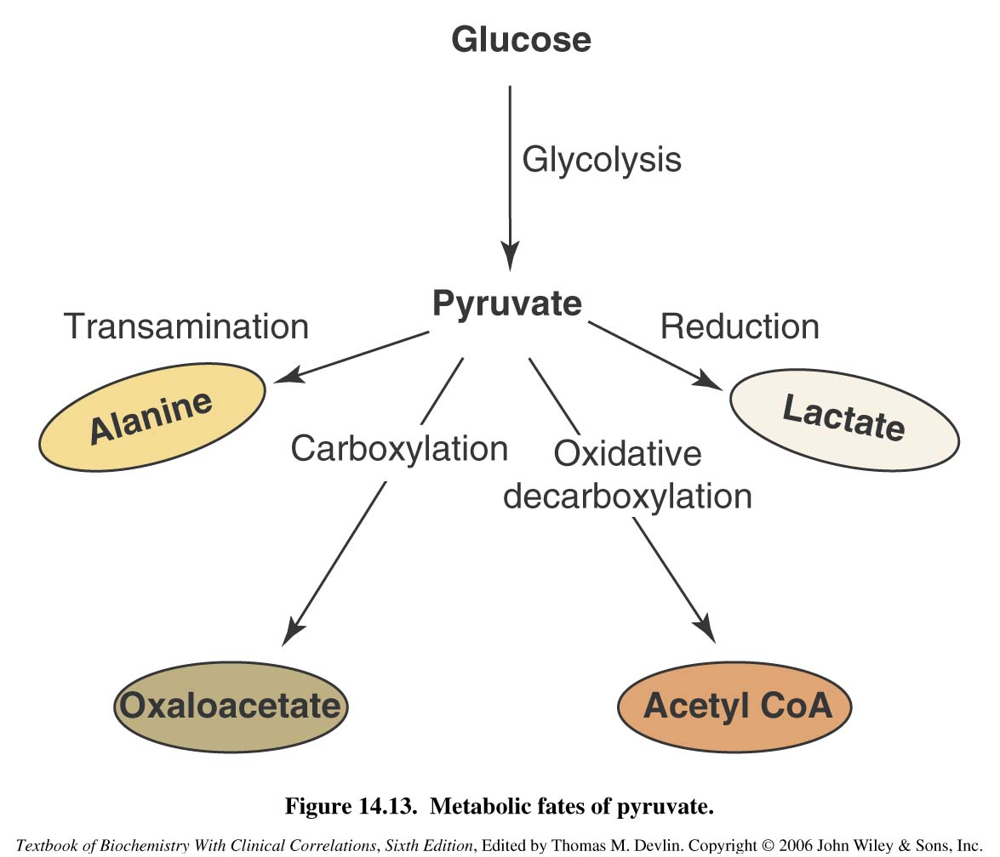 Glucose
Glycolysis
Pyruvate
Transamination
Reduction
Alanine
Lactate
Carboxylation
Oxidative
decarboxylation
Oxaloacetate
Acetyl CoA
Figure 14.13.  Metabolic fates of pyruvate.
Textbook of Biochemistry With Clinical Correlations, Sixth Edition, Edited by Thomas M. Devlin. Copyright © 2006 John Wiley & Sons, Inc.